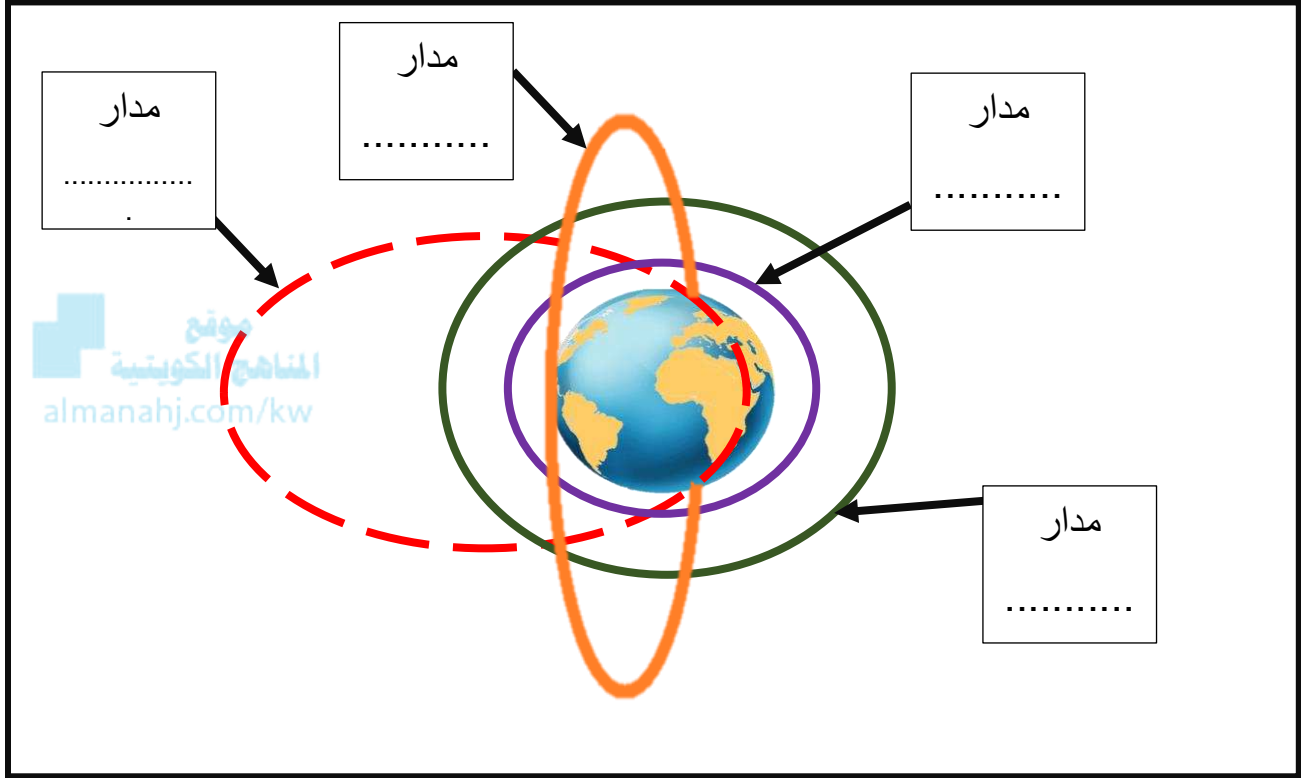 مدار
...........
مدار
................
.
مدار
...........
موقع
المناهج الكويتية
almanahj.com/kw
مدار
...........